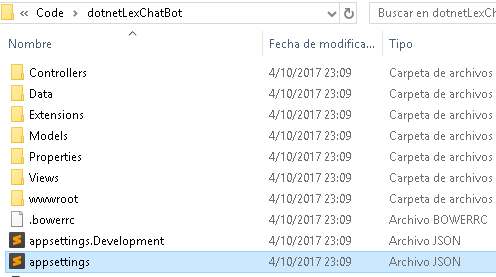 « Code › dotnetLexChatBot
Buscar en dotnetLexCh
Nombre Fecha de modifica... Tipo
Controllers 4/10/2017 23:09 Carpeta de archivos
Data 4/10/2017 23:09 Carpeta de archivos
Extensions 4/10/2017 23:09 Carpeta de archivos
Models 4/10/2017 23:09 Carpeta de archivos
Properties 4/10/2017 23:09 Carpeta de archivos
Views 4/10/2017 23:09 Carpeta de archivos
wwwroot 4/10/2017 23:09 Carpeta de archivos
.bowerrc 4/10/2017 23:09 Archivo BOWERRC
appsettings.Development 4/10/2017 23:09 Archivo JSON
appsettings 4/10/2017 23:09 Archivo JSON